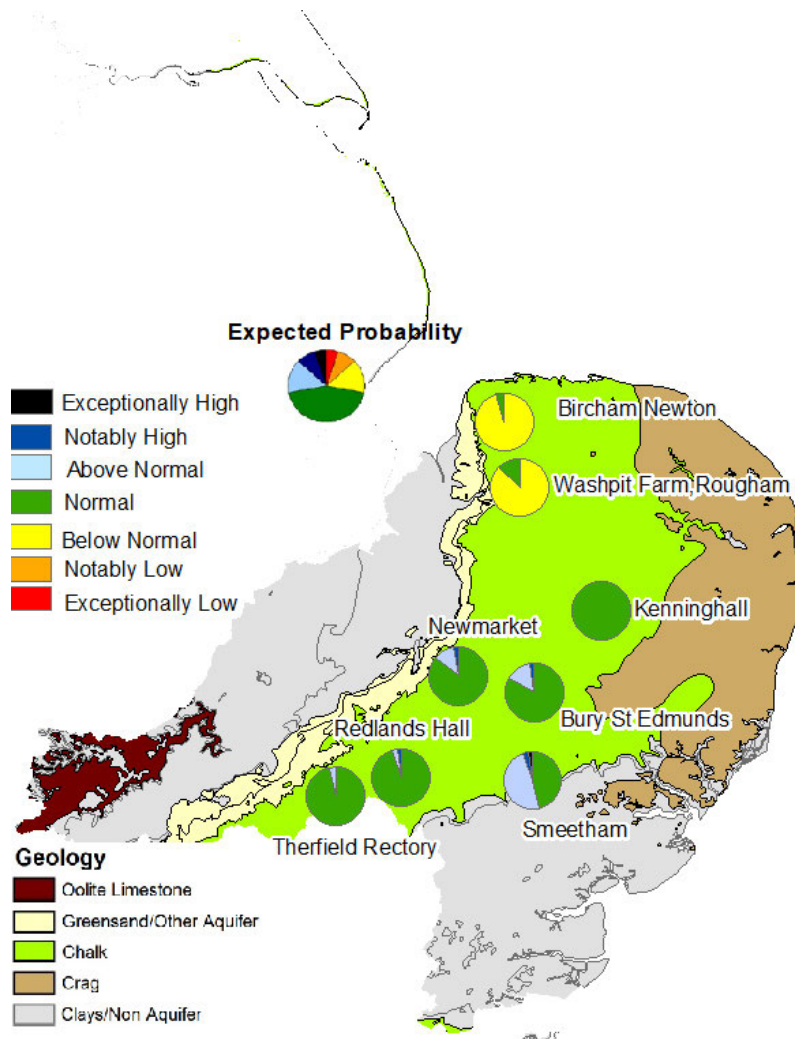 Expected Probability
Exceptionally High
Notably High
Above Normal
Normal
Below Normal
Notably Low
Exceptionally Low
Bircham Newton
Washpit Farm,Rougham
Kenninghall
Newmarket
Bury St Edmunds
Redlands Hall
Therfield Rectory
Smeetham
Geology
Oolite Limestone
Greensand/Other Aquifer
Chalk
Crag
Clays/Non Aquifer